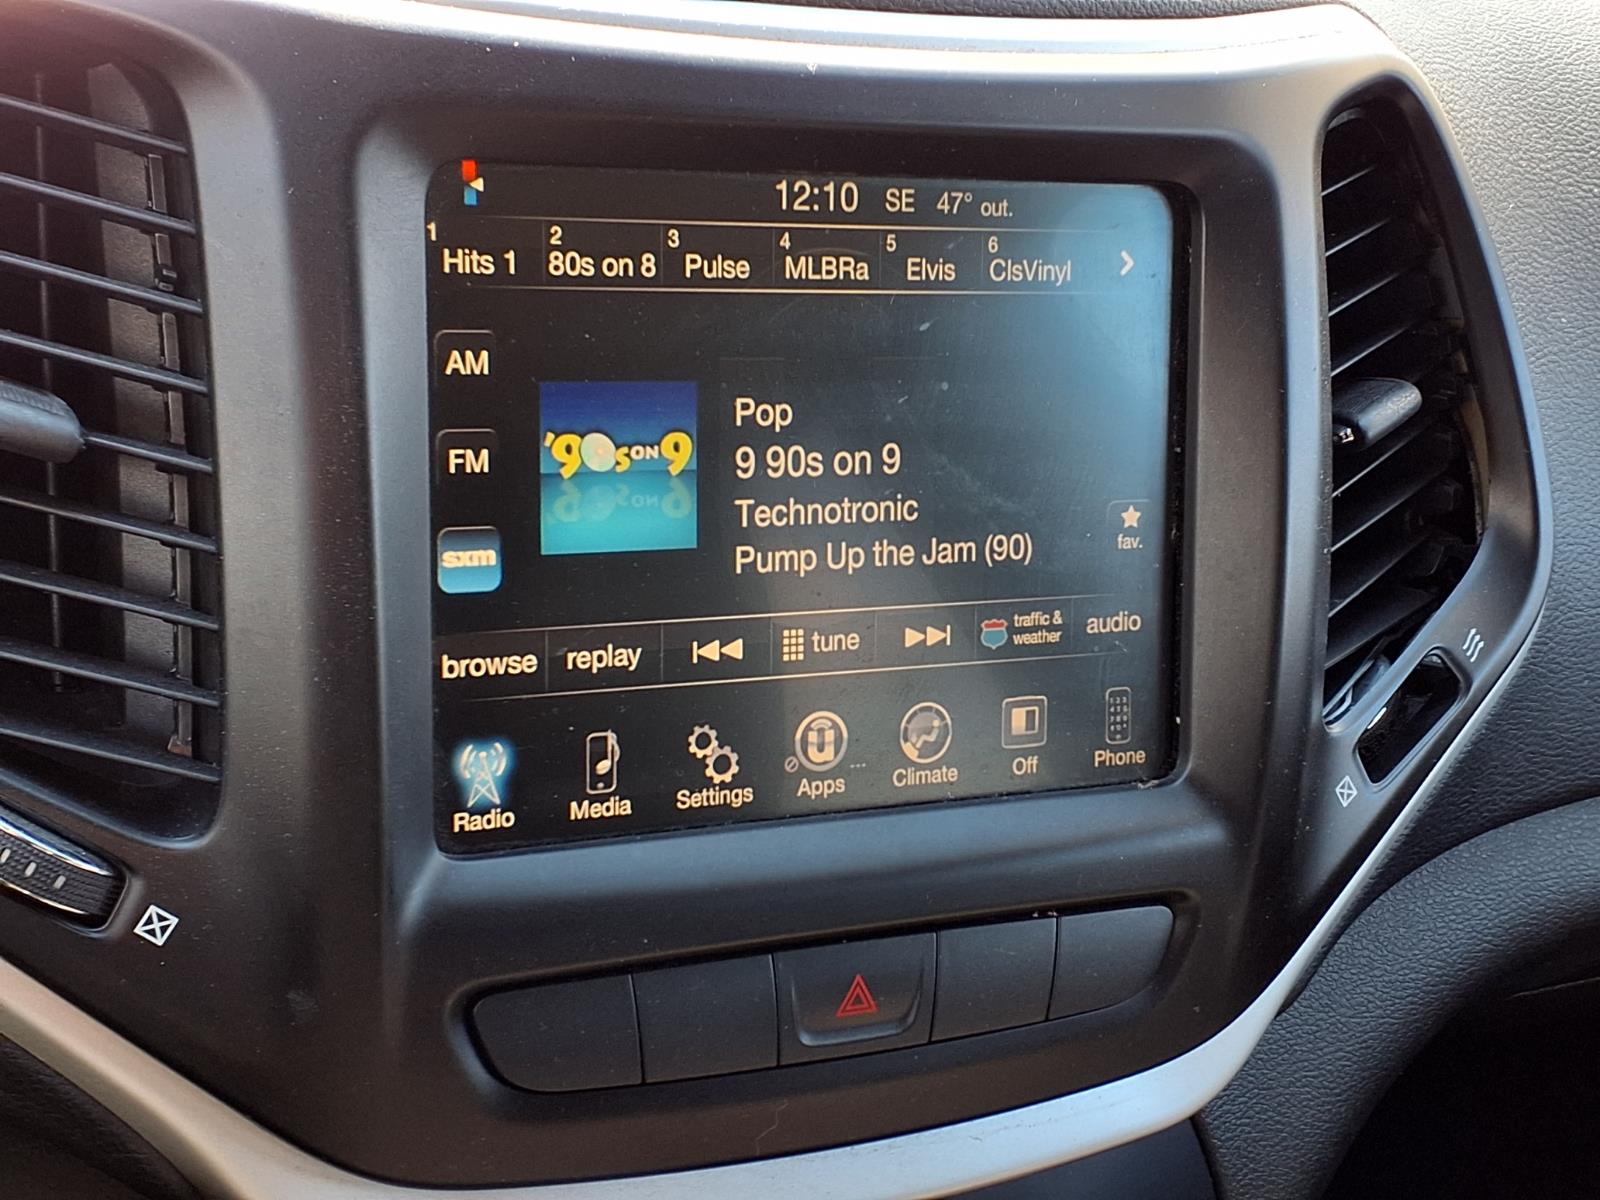 12:10 SE 47° out.
1 2 3 4 5 6
Hits 1 80s on 8 Pulse MLBRa Elvis ClsVinyl
AM
FM
sxm
'90s ON 9
Pop
9 90s on 9
Technotronic
Pump Up the Jam (90)
fav.
browse replay tune traffic & weather audio
Radio Media Settings Apps Climate Off Phone